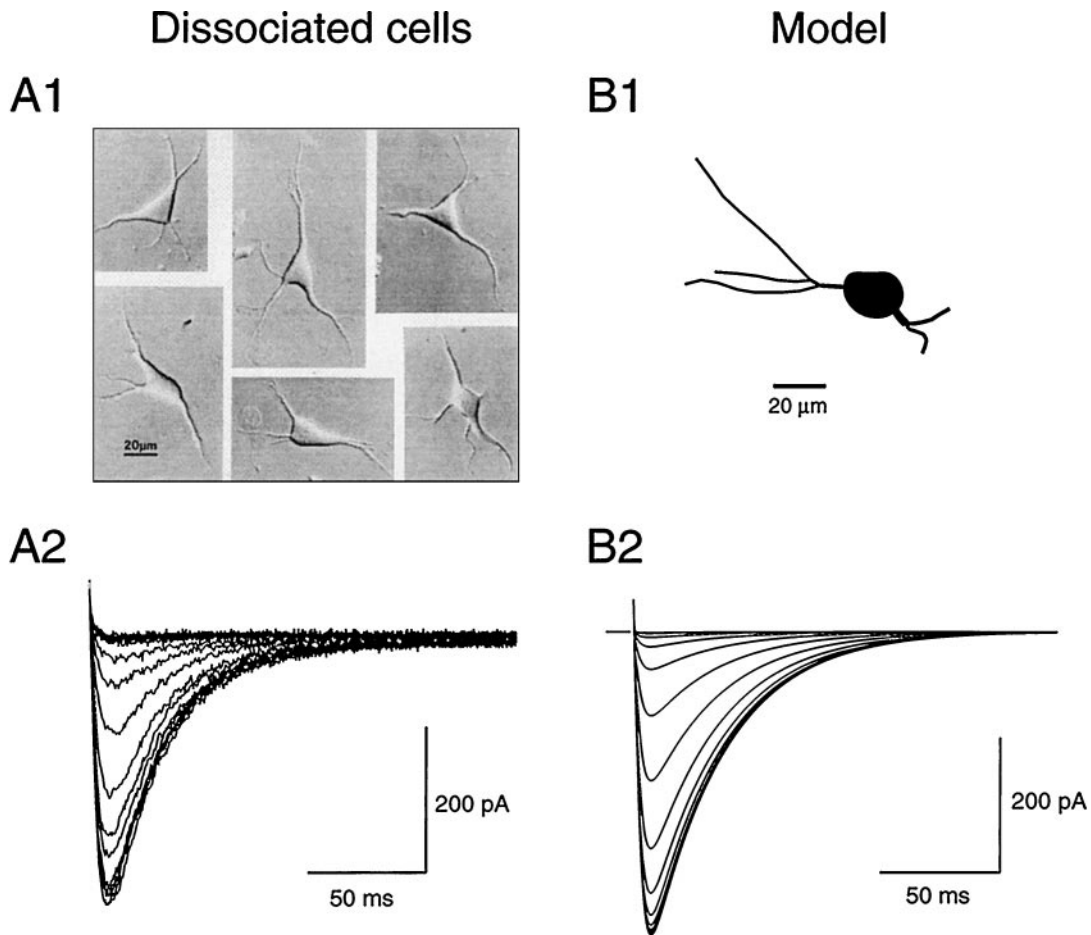 Dissociated cells
Model
A1
B1
20µm
20 µm
A2
B2
200 pA
50 ms
200 pA
50 ms